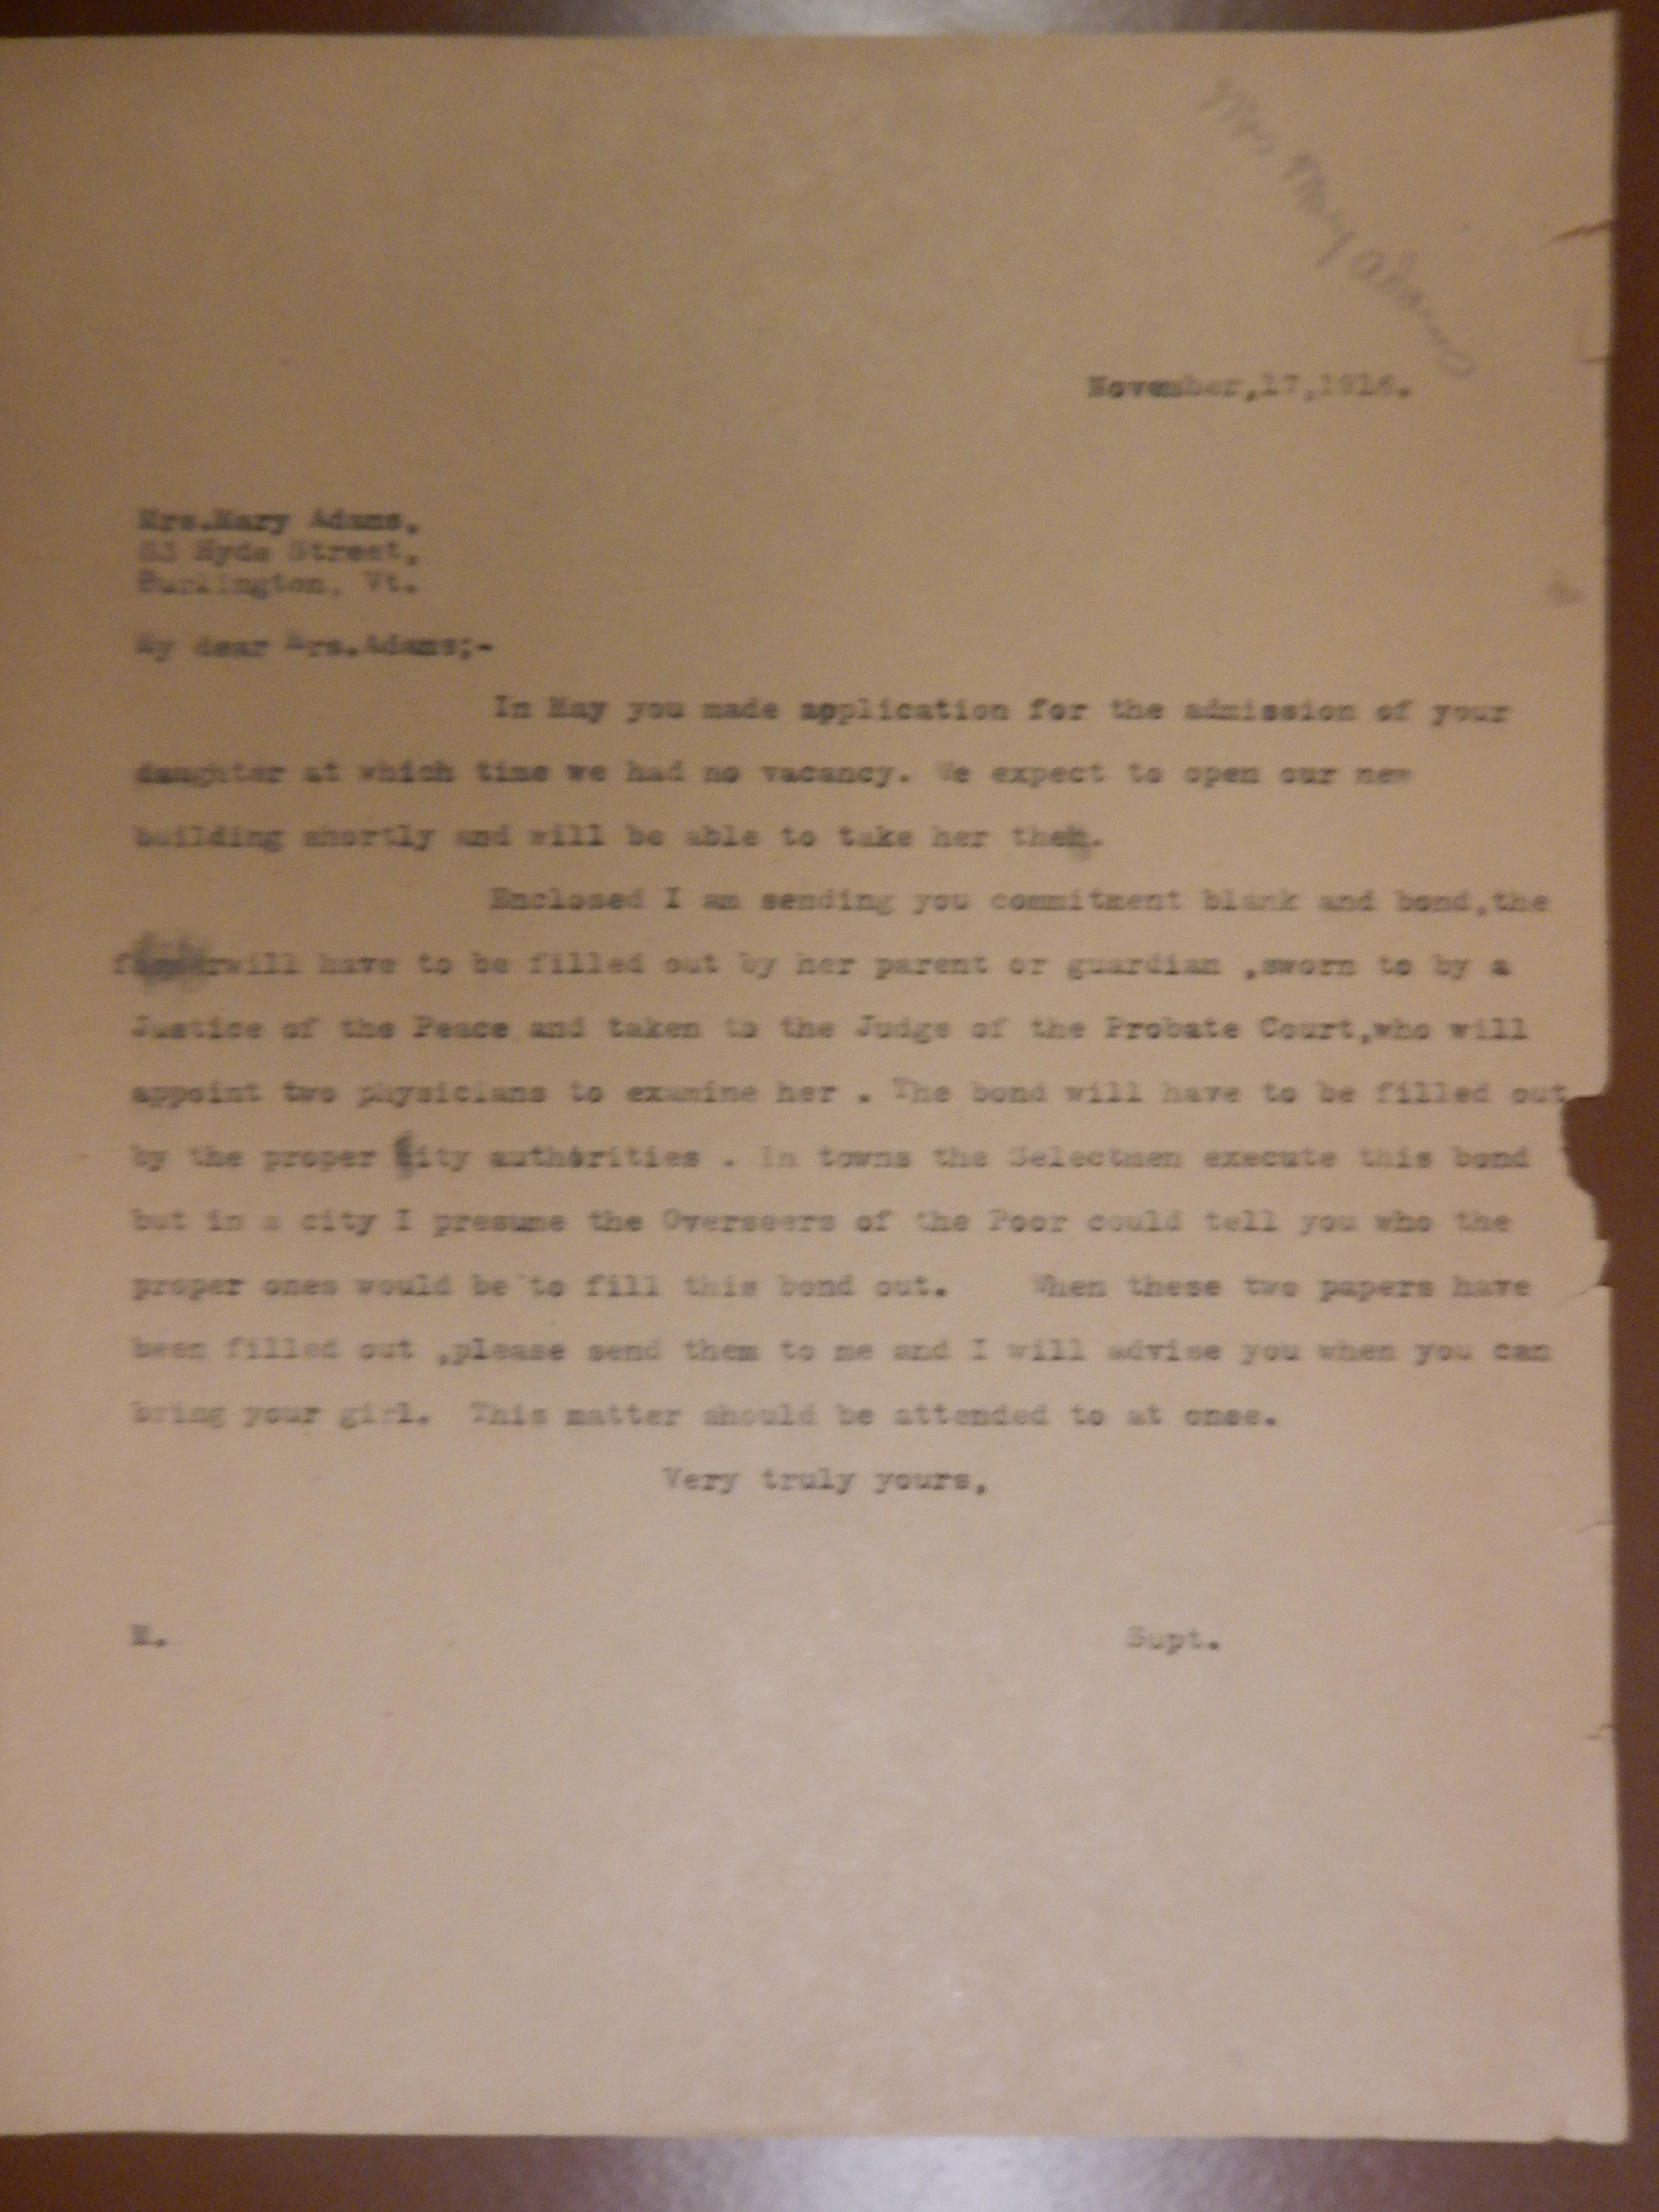 Mrs Mary Adams
November,17,1916.
Mrs.Mary Adams.
63 Hyde Street,
Burlington, Vt.
My dear Mrs.Adams;-
In May you made application for the admission of your
daughter at which time we had no vacancy. We expect to open our new
building shortly and will be able to take her then.
Enclosed I am sending you commitment blank and bond,the
formerwill have to be filled out by her parent or guardian ,sworn to by a
Justice of the Peace and taken to the Judge of the Probate Court,who will
appoint two physicians to examine her . The bond will have to be filled out
by the proper city authorities . In towns the Selectmen execute this bond
but in a city I presume the Overseers of the Poor could tell you who the
proper ones would be to fill this bond out. When these two papers have
been filled out ,please send them to me and I will advise you when you can
bring your girl. This matter should be attended to at onse.
Very truly yours,
Supt.